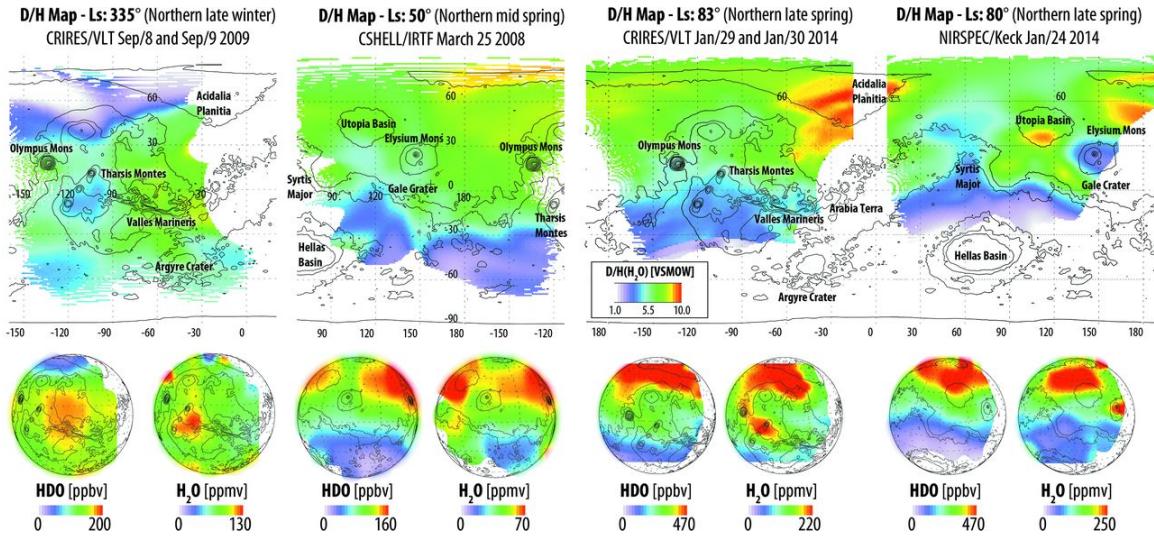 D/H Map - Ls: 335° (Northern late winter)
CRIRES/VLT Sep/8 and Sep/9 2009
D/H Map - Ls: 50° (Northern mid spring)
CSHELL/IRTF March 25 2008
D/H Map - Ls: 83° (Northern late spring)
CRIRES/VLT Jan/29 and Jan/30 2014
D/H Map - Ls: 80° (Northern late spring)
NIRSPEC/Keck Jan/24 2014
60
Acidalia
Planitia
30
Olympus Mons
Tharsis Montes
-150
-120
-90
-30
Valles Marineris
Argyre Crater
-150
-120
-90
-60
-30
0
60
Utopia Basin
Elysium Mons
30
Olympus Mons
Syrtis
Major
90
120
Gale Grater
0
180
-150
-30
Tharsis
Montes
Hellas
Basin
-60
-90
90
120
150
180
-150
-120
60
Acidalia
Planitia
Olympus Mons
Tharsis Montes
Valles Marineris
Arabia Terra
D/H(H2O) [VSMOW]
1.0
5.5
10.0
Argyre Crater
180
-150
-120
-90
-60
-30
0
60
Utopia Basin
Elysium Mons
Syrtis
Major
Gale Crater
Hellas Basin
30
60
90
120
150
180
HDO [ppbv]
0
200
H2O [ppmv]
0
130
HDO [ppbv]
0
160
H2O [ppmv]
0
70
HDO [ppbv]
0
470
H2O [ppmv]
0
220
HDO [ppbv]
0
470
H2O [ppmv]
0
250